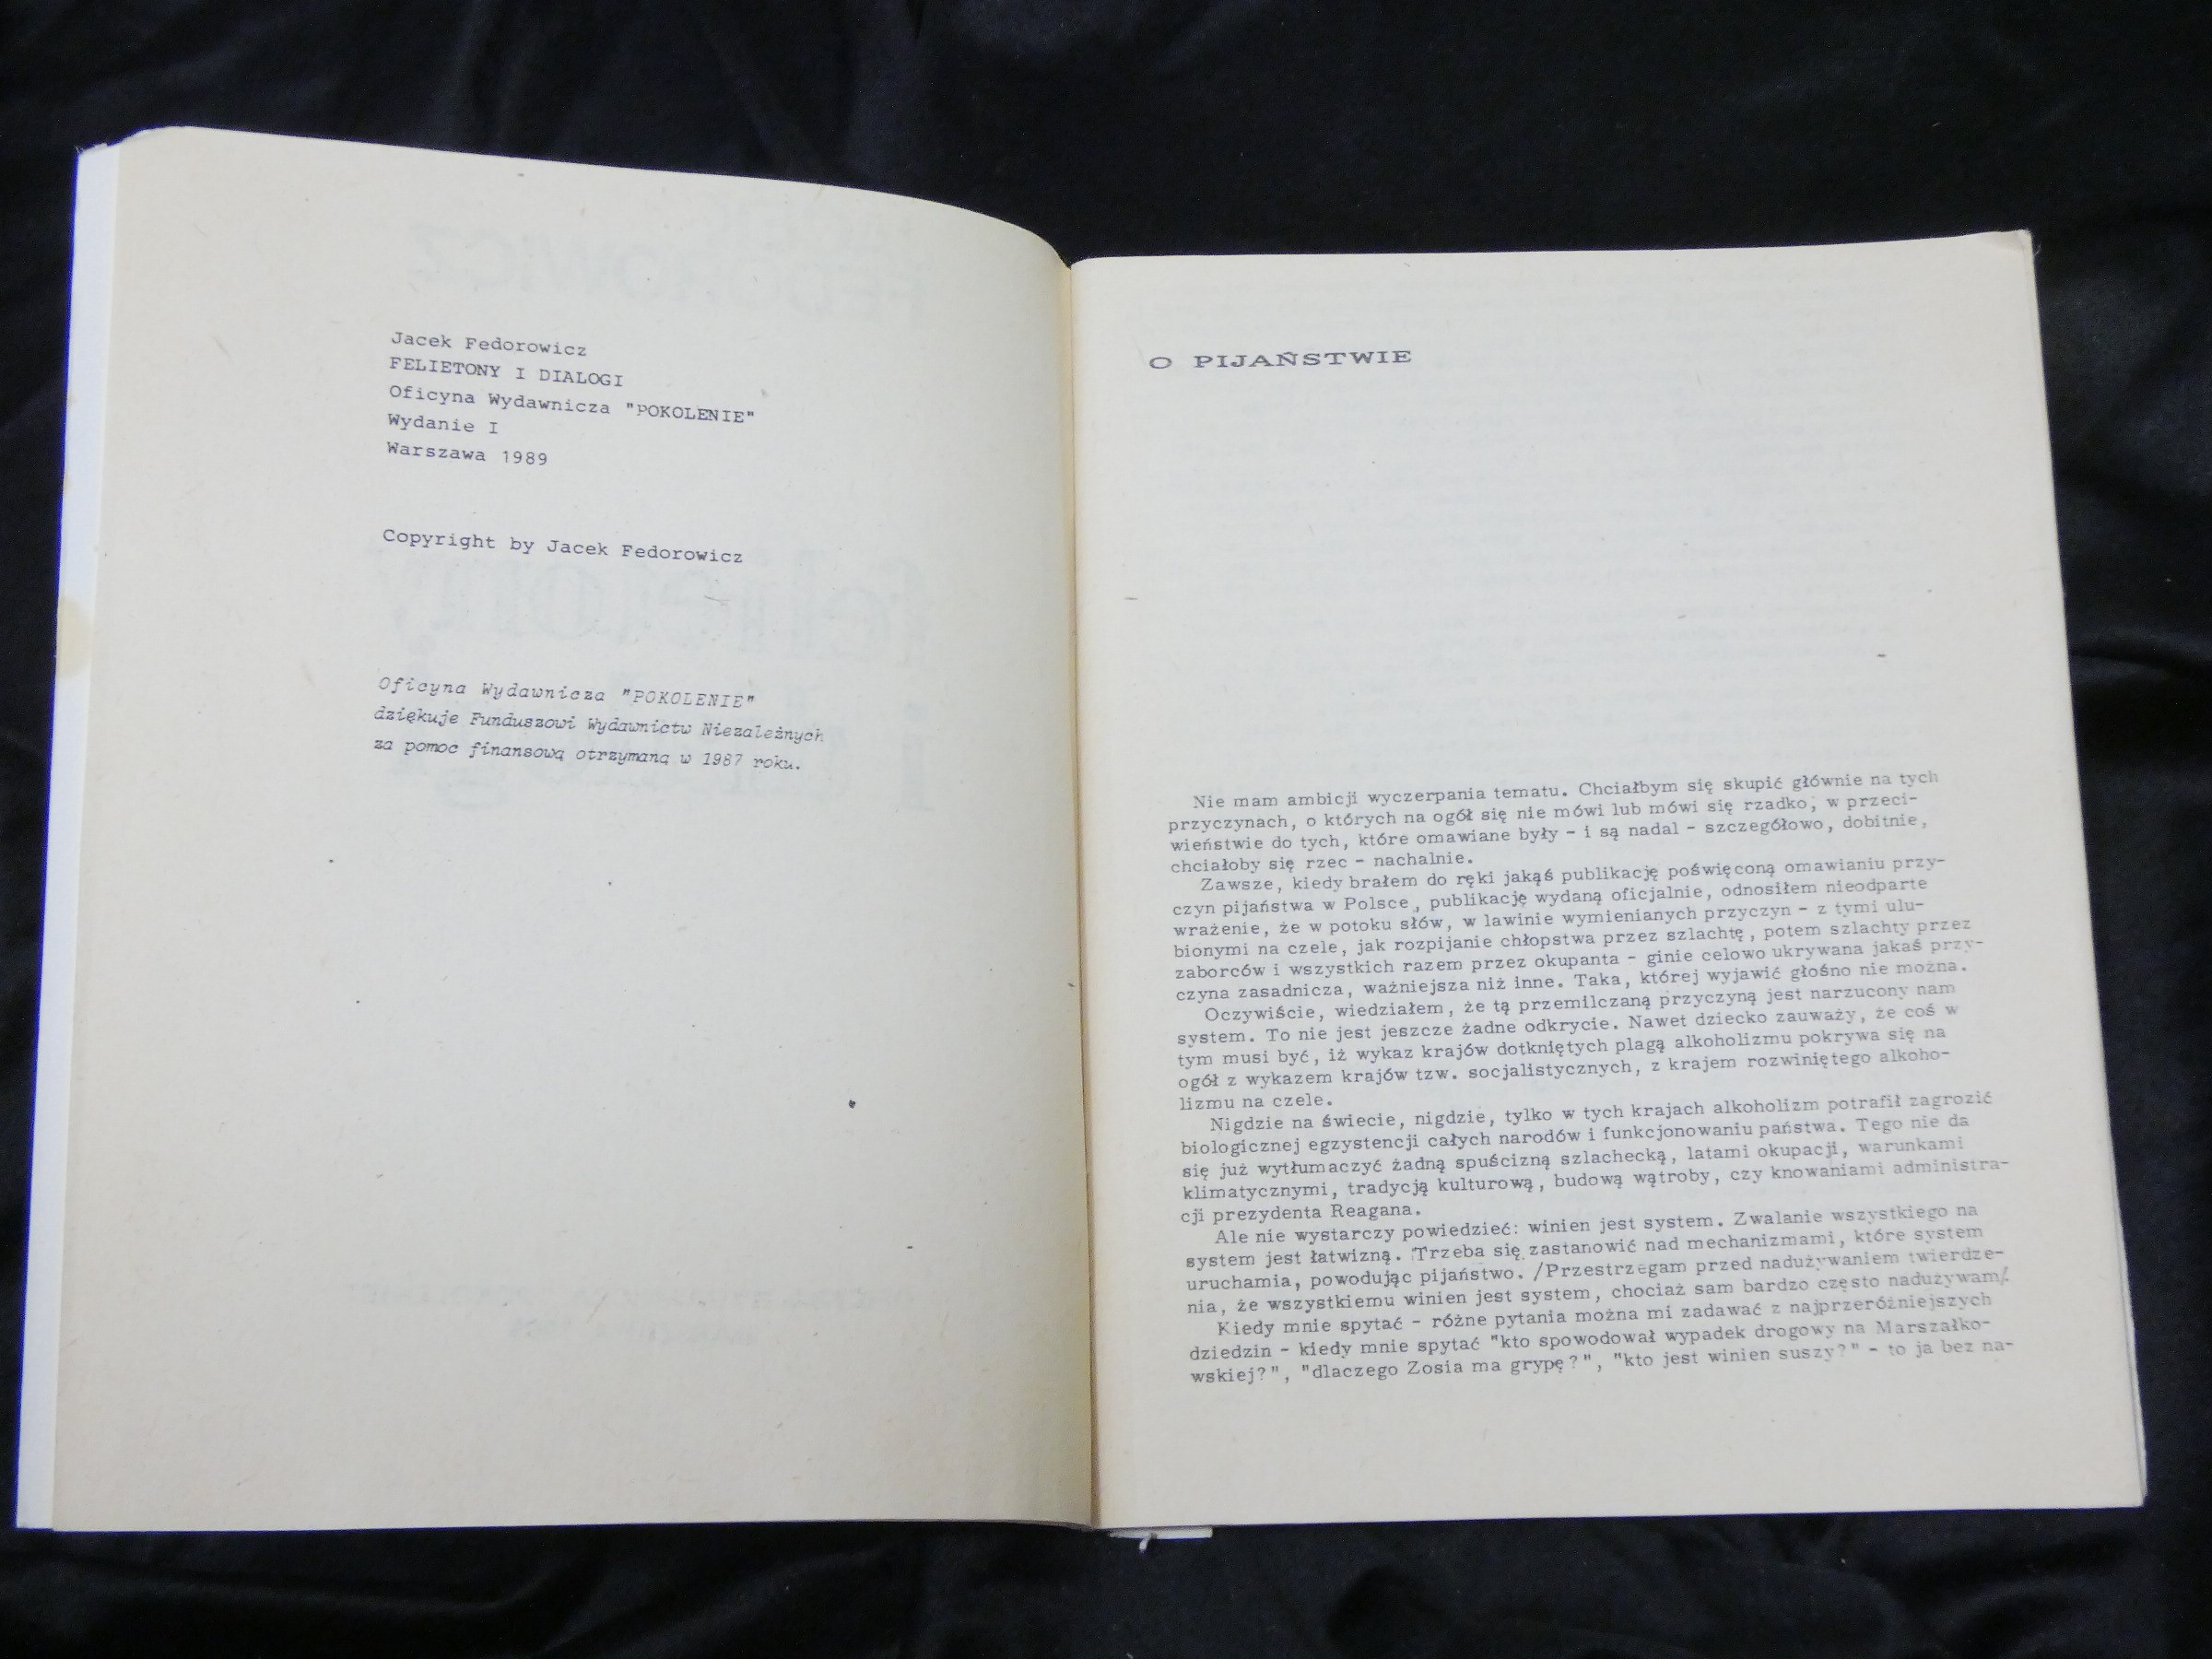 Jacek Fedorowicz
FELIETONY I DIALOGI
Oficyna Wydawnicza "POKOLENIE"
Wydanie I
Warszawa 1989
Copyright by Jacek Fedorowicz
Oficyna Wydawnicza "POKOLENIE"
dziękuje Funduszowi Wydawnictw Niezależnych
za pomoc finansową otrzymaną w 1987 roku.
O PIJAŃSTWIE
Nie mam ambicji wyczerpania tematu. Chciałbym się skupić głównie na tych
przyczynach, o których na ogół się nie mówi lub mówi się rzadko, w przeci-
wieństwie do tych, które omawiane były - i są nadal - szczegółowo, dobitnie,
chciałoby się rzec - nachalnie.
Zawsze, kiedy brałem do ręki jakąś publikację poświęconą omawianiu przy-
czyn pijaństwa w Polsce, publikację wydaną oficjalnie, odnosiłem nieodparte
wrażenie, że w potoku słów, w lawinie wymienianych przyczyn - z tymi ulu-
bionymi na czele, jak rozpijanie chłopstwa przez szlachtę, potem szlachty przez
zaborców i wszystkich razem przez okupanta - ginie celowo ukrywana jakaś przy-
czyna zasadnicza, ważniejsza niż inne. Taka, której wyjawić głośno nie można.
Oczywiście, wiedziałem, że tą przemilczaną przyczyną jest narzucony nam
system. To nie jest jeszcze żadne odkrycie. Nawet dziecko zauważy, że coś w
tym musi być, iż wykaz krajów dotkniętych plagą alkoholizmu pokrywa się na
ogół z wykazem krajów tzw. socjalistycznych, z krajem rozwiniętego alkoho-
lizmu na czele.
Nigdzie na świecie, nigdzie, tylko w tych krajach alkoholizm potrafił zagrozić
biologicznej egzystencji całych narodów i funkcjonowaniu państwa. Tego nie da
się już wytłumaczyć żadną spuścizną szlachecką, latami okupacji, warunkami
klimatycznymi, tradycją kulturową, budową wątroby, czy knowaniami administra-
cji prezydenta Reagana.
Ale nie wystarczy powiedzieć: winien jest system. Zwalanie wszystkiego na
system jest łatwizną. Trzeba się zastanowić nad mechanizmami, które system
uruchamia, powodując pijaństwo. /Przestrzegam przed nadużywaniem twierdze-
nia, że wszystkiemu winien jest system, chociaż sam bardzo często nadużywam/.
Kiedy mnie spytać - różne pytania można mi zadawać z najprzeróżniejszych
dziedzin - kiedy mnie spytać "kto spowodował wypadek drogowy na Marszałko-
wskiej?", "dlaczego Zosia ma grypę?", "kto jest winien suszy?" - to ja bez na-